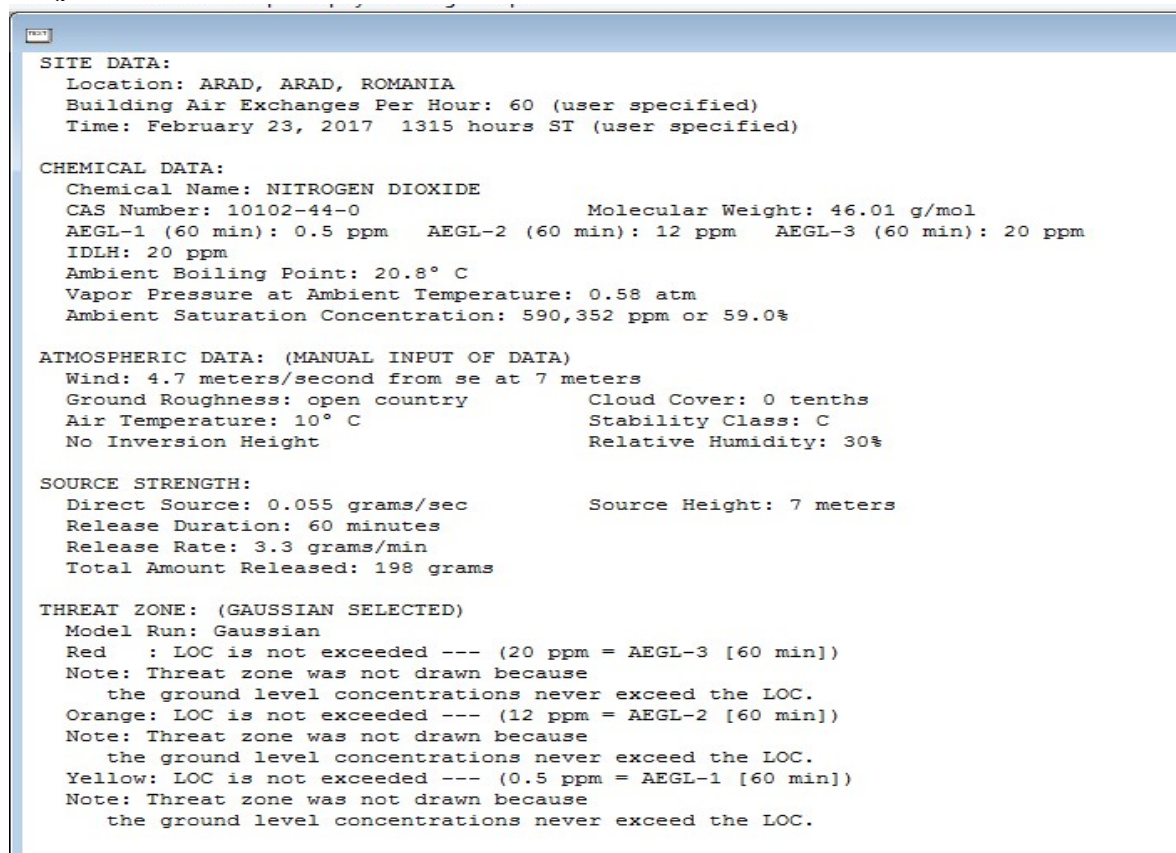 SITE DATA:
Location: ARAD, ARAD, ROMANIA
Building Air Exchanges Per Hour: 60 (user specified)
Time: February 23, 2017  1315 hours ST (user specified)
CHEMICAL DATA:
Chemical Name: NITROGEN DIOXIDE
CAS Number: 10102-44-0 Molecular Weight: 46.01 g/mol
AEGL-1 (60 min): 0.5 ppm AEGL-2 (60 min): 12 ppm AEGL-3 (60 min): 20 ppm
IDLH: 20 ppm
Ambient Boiling Point: 20.8° C
Vapor Pressure at Ambient Temperature: 0.58 atm
Ambient Saturation Concentration: 590,352 ppm or 59.0%
ATMOSPHERIC DATA: (MANUAL INPUT OF DATA)
Wind: 4.7 meters/second from se at 7 meters
Ground Roughness: open country Cloud Cover: 0 tenths
Air Temperature: 10° C Stability Class: C
No Inversion Height Relative Humidity: 30%
SOURCE STRENGTH:
Direct Source: 0.055 grams/sec Source Height: 7 meters
Release Duration: 60 minutes
Release Rate: 3.3 grams/min
Total Amount Released: 198 grams
THREAT ZONE: (GAUSSIAN SELECTED)
Model Run: Gaussian
Red : LOC is not exceeded --- (20 ppm = AEGL-3 [60 min])
Note: Threat zone was not drawn because
the ground level concentrations never exceed the LOC.
Orange: LOC is not exceeded --- (12 ppm = AEGL-2 [60 min])
Note: Threat zone was not drawn because
the ground level concentrations never exceed the LOC.
Yellow: LOC is not exceeded --- (0.5 ppm = AEGL-1 [60 min])
Note: Threat zone was not drawn because
the ground level concentrations never exceed the LOC.